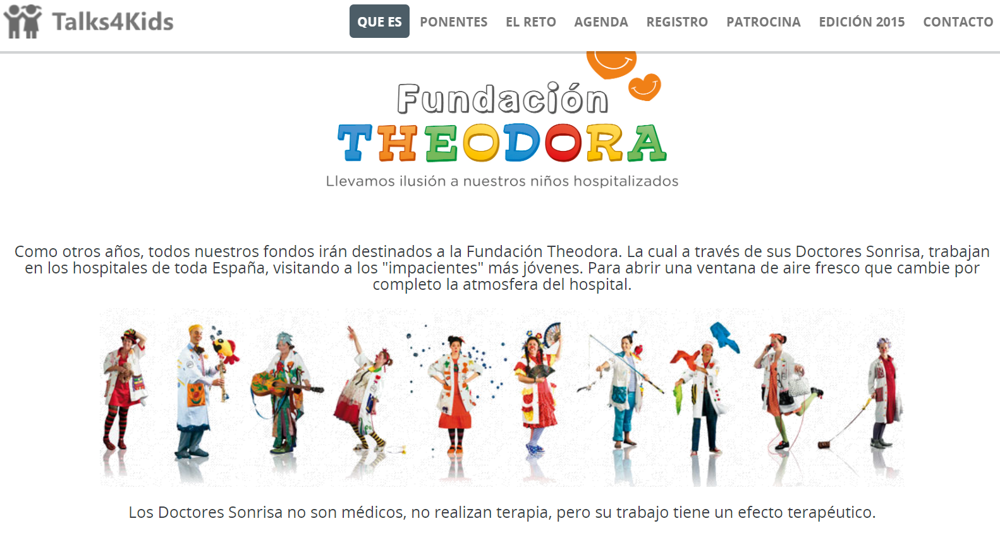 Talks4Kids
QUE ES PONENTES EL RETO AGENDA REGISTRO PATROCINA EDICIÓN 2015 CONTACTO
Fundación
THEODORA
Llevamos ilusión a nuestros niños hospitalizados
Como otros años, todos nuestros fondos irán destinados a la Fundación Theodora. La cual a través de sus Doctores Sonrisa, trabajan
en los hospitales de toda España, visitando a los "impacientes" más jóvenes. Para abrir una ventana de aire fresco que cambie por
completo la atmosfera del hospital.
Los Doctores Sonrisa no son médicos, no realizan terapia, pero su trabajo tiene un efecto terapéutico.